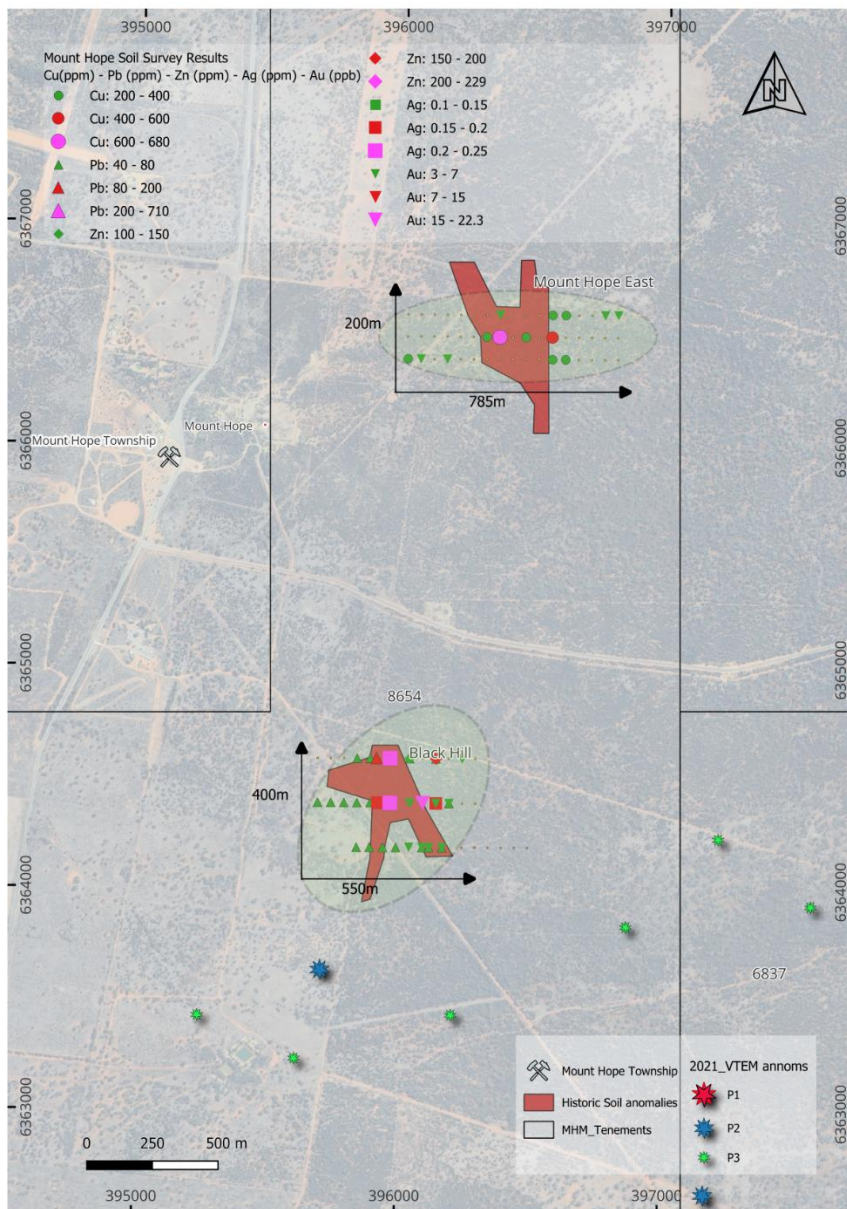 395000
396000
397000
Mount Hope Soil Survey Results
Cu(ppm) - Pb (ppm) - Zn (ppm) - Ag (ppm) - Au (ppb)
Cu: 200 - 400
Cu: 400 - 600
Cu: 600 - 680
Pb: 40 - 80
Pb: 80 - 200
Pb: 200 - 710
Zn: 100 - 150
Zn: 150 - 200
Zn: 200 - 229
Ag: 0.1 - 0.15
Ag: 0.15 - 0.2
Ag: 0.2 - 0.25
Au: 3 - 7
Au: 7 - 15
Au: 15 - 22.3
N
6367000
6367000
Mount Hope East
200m
785m
Mount Hope
Mount Hope Township
6366000
6366000
6365000
6365000
8654
Black Hill
400m
550m
6364000
6364000
6837
6363000
6363000
0 250 500 m
Mount Hope Township
Historic Soil anomalies
MHM_Tenements
2021_VTEM annoms
P1
P2
P3
395000
396000
397000